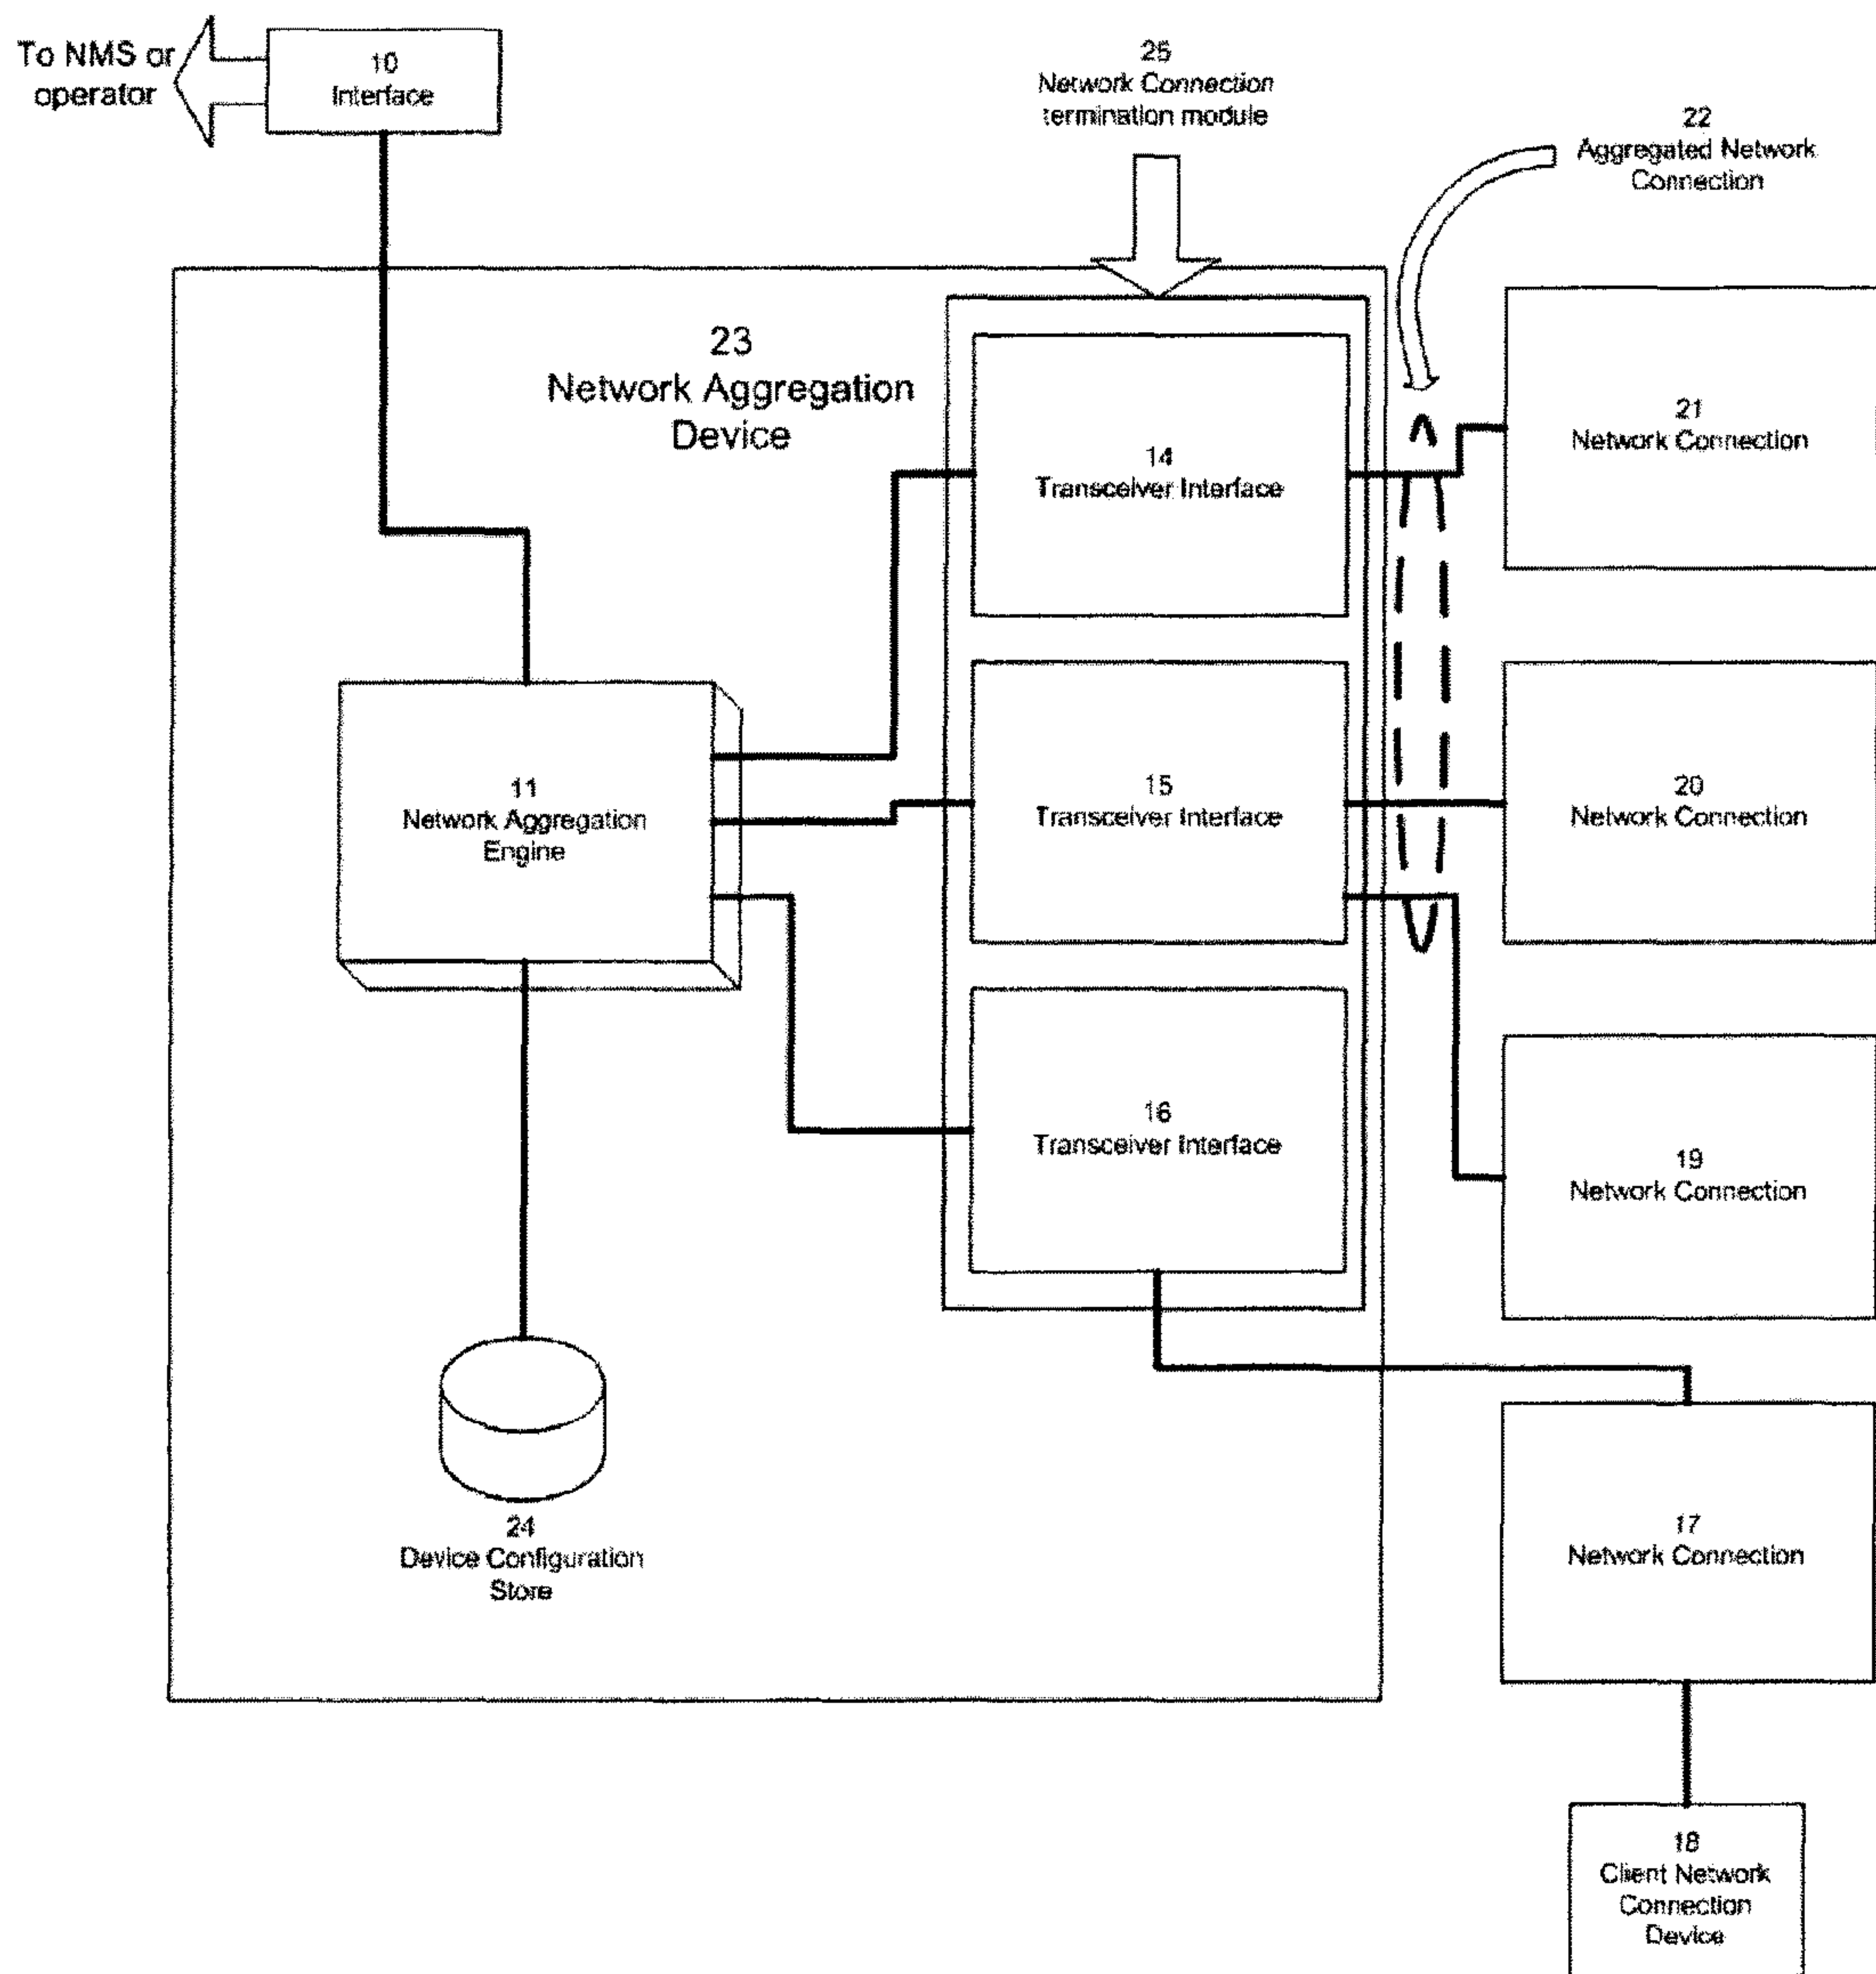 To NMS or
operator
10
Interface
25
Network Connection
termination module
22
Aggregated Network
Connection
23
Network Aggregation
Device
14
Transceiver Interface
21
Network Connection
11
Network Aggregation
Engine
15
Transceiver Interface
20
Network Connection
16
Transceiver Interface
19
Network Connection
24
Device Configuration
Store
17
Network Connection
18
Client Network
Connection
Device